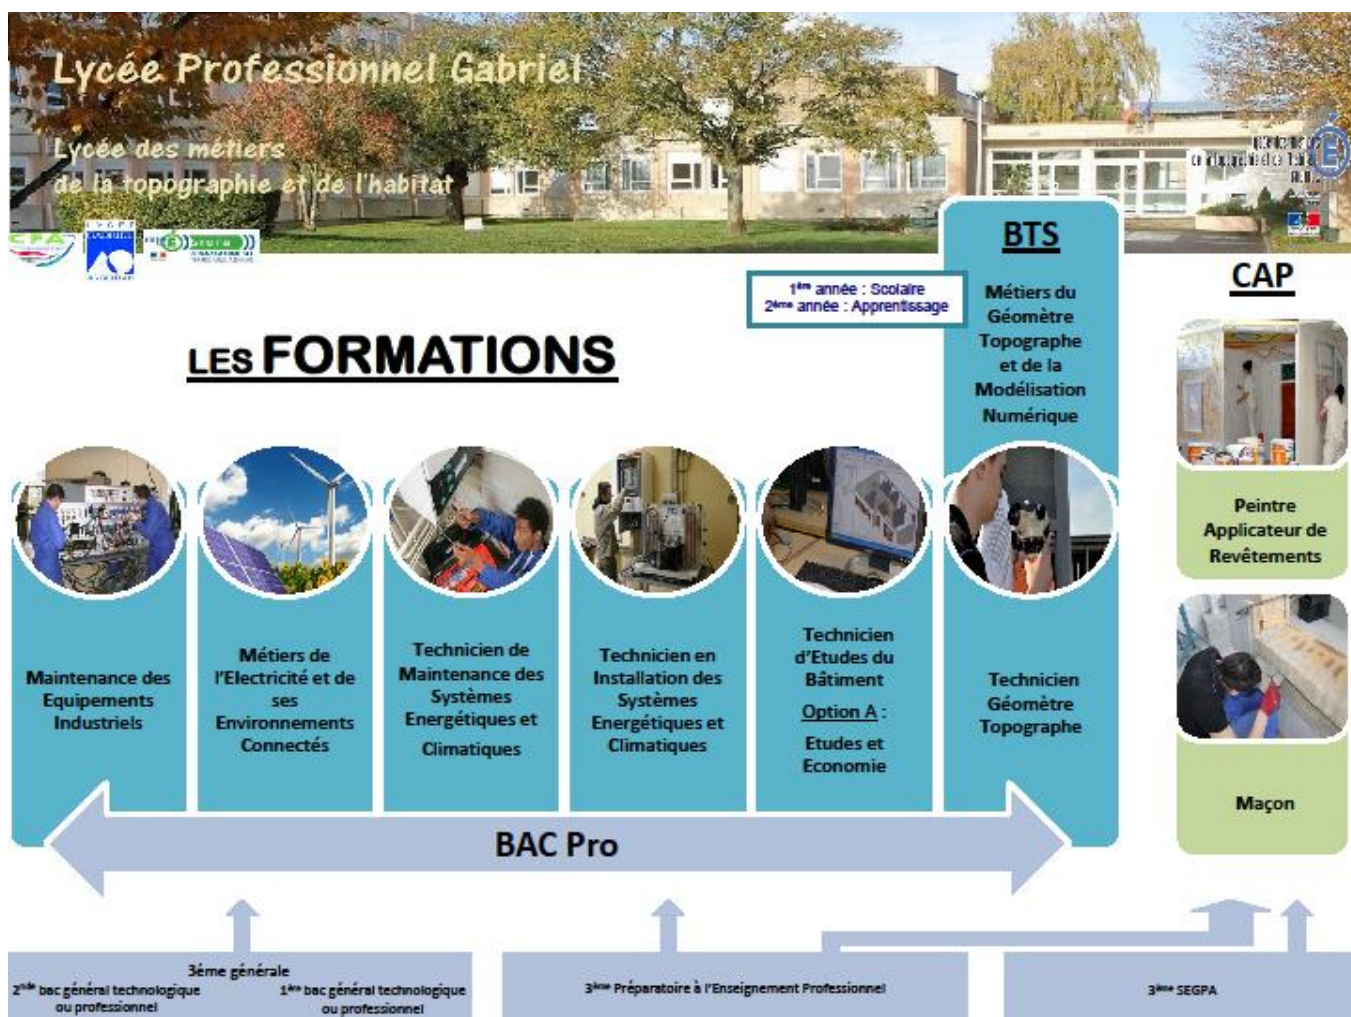 Lycée Professionnel Gabriel
Lycée des métiers
de la topographie et de l'habitat
CFA
LYCEE
BTS
CAP
1ère année : Scolaire
2ème année : Apprentissage
Métiers du
Géomètre
Topographe
et de la
Modélisation
Numérique
LES FORMATIONS
Peintre
Applicateur de
Revêtements
Maintenance des
Equipements
Industriels
Métiers de
l'Electricité et de
ses
Environnements
Connectés
Technicien de
Maintenance des
Systèmes
Energétiques et
Climatiques
Technicien en
Installation des
Systèmes
Energétiques et
Climatiques
Technicien
d'Etudes du
Bâtiment
Option A :
Etudes et
Economie
Technicien
Géomètre
Topographe
Maçon
BAC Pro
3éme générale
2nde bac général technologique
ou professionnel
1ère bac général technologique
ou professionnel
3ème Préparatoire à l'Enseignement Professionnel
3ème SEGPA